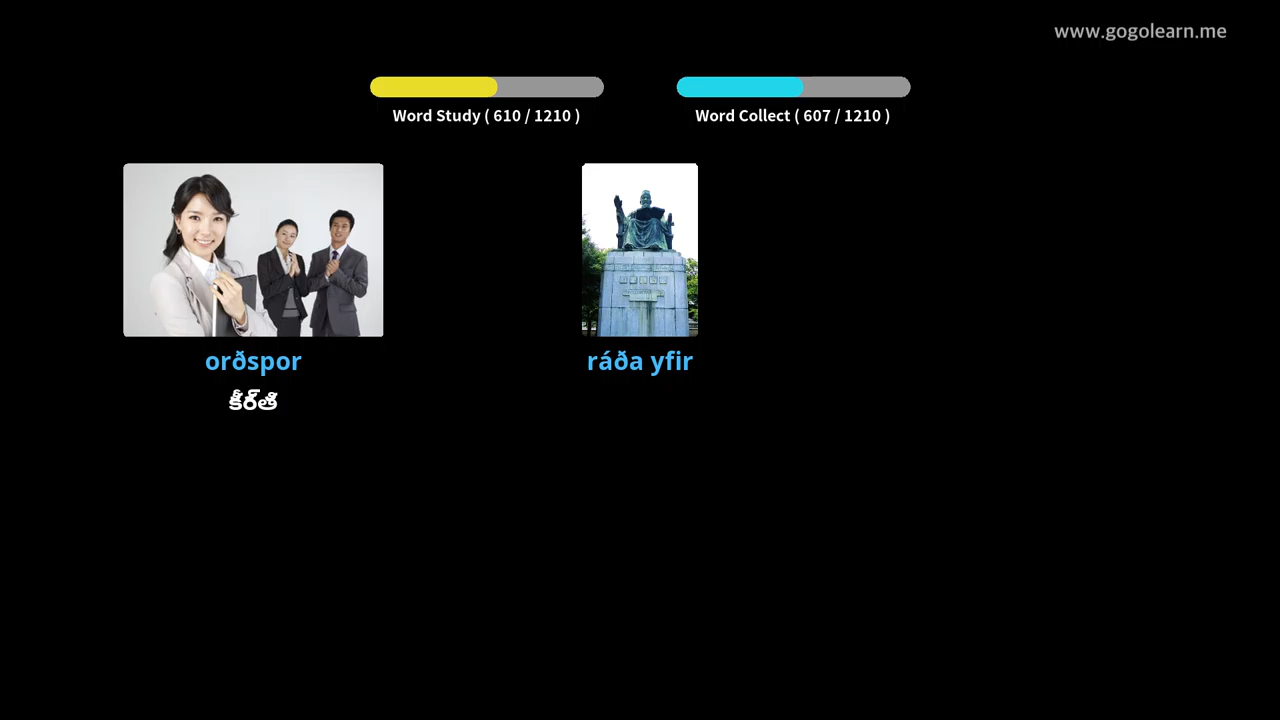 www.gogolearn.me
Word Study ( 610 / 1210 )
Word Collect ( 607 / 1210 )
orðspor
ráða yfir
కీర్తి